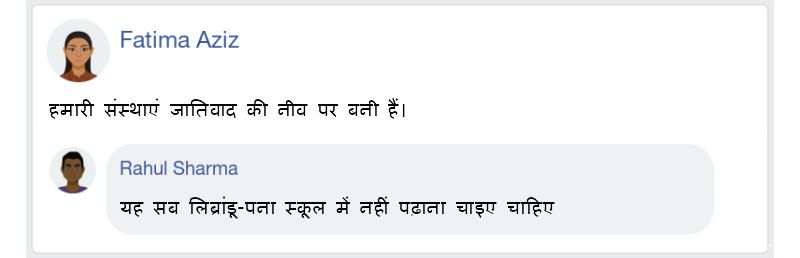 Fatima Aziz
हमारी संस्थाएं जातिवाद की नीव पर बनी हैं।
Rahul Sharma
यह सब लिब्रांडू-पना स्कूल में नहीं पढ़ाना चाइए चाहिए